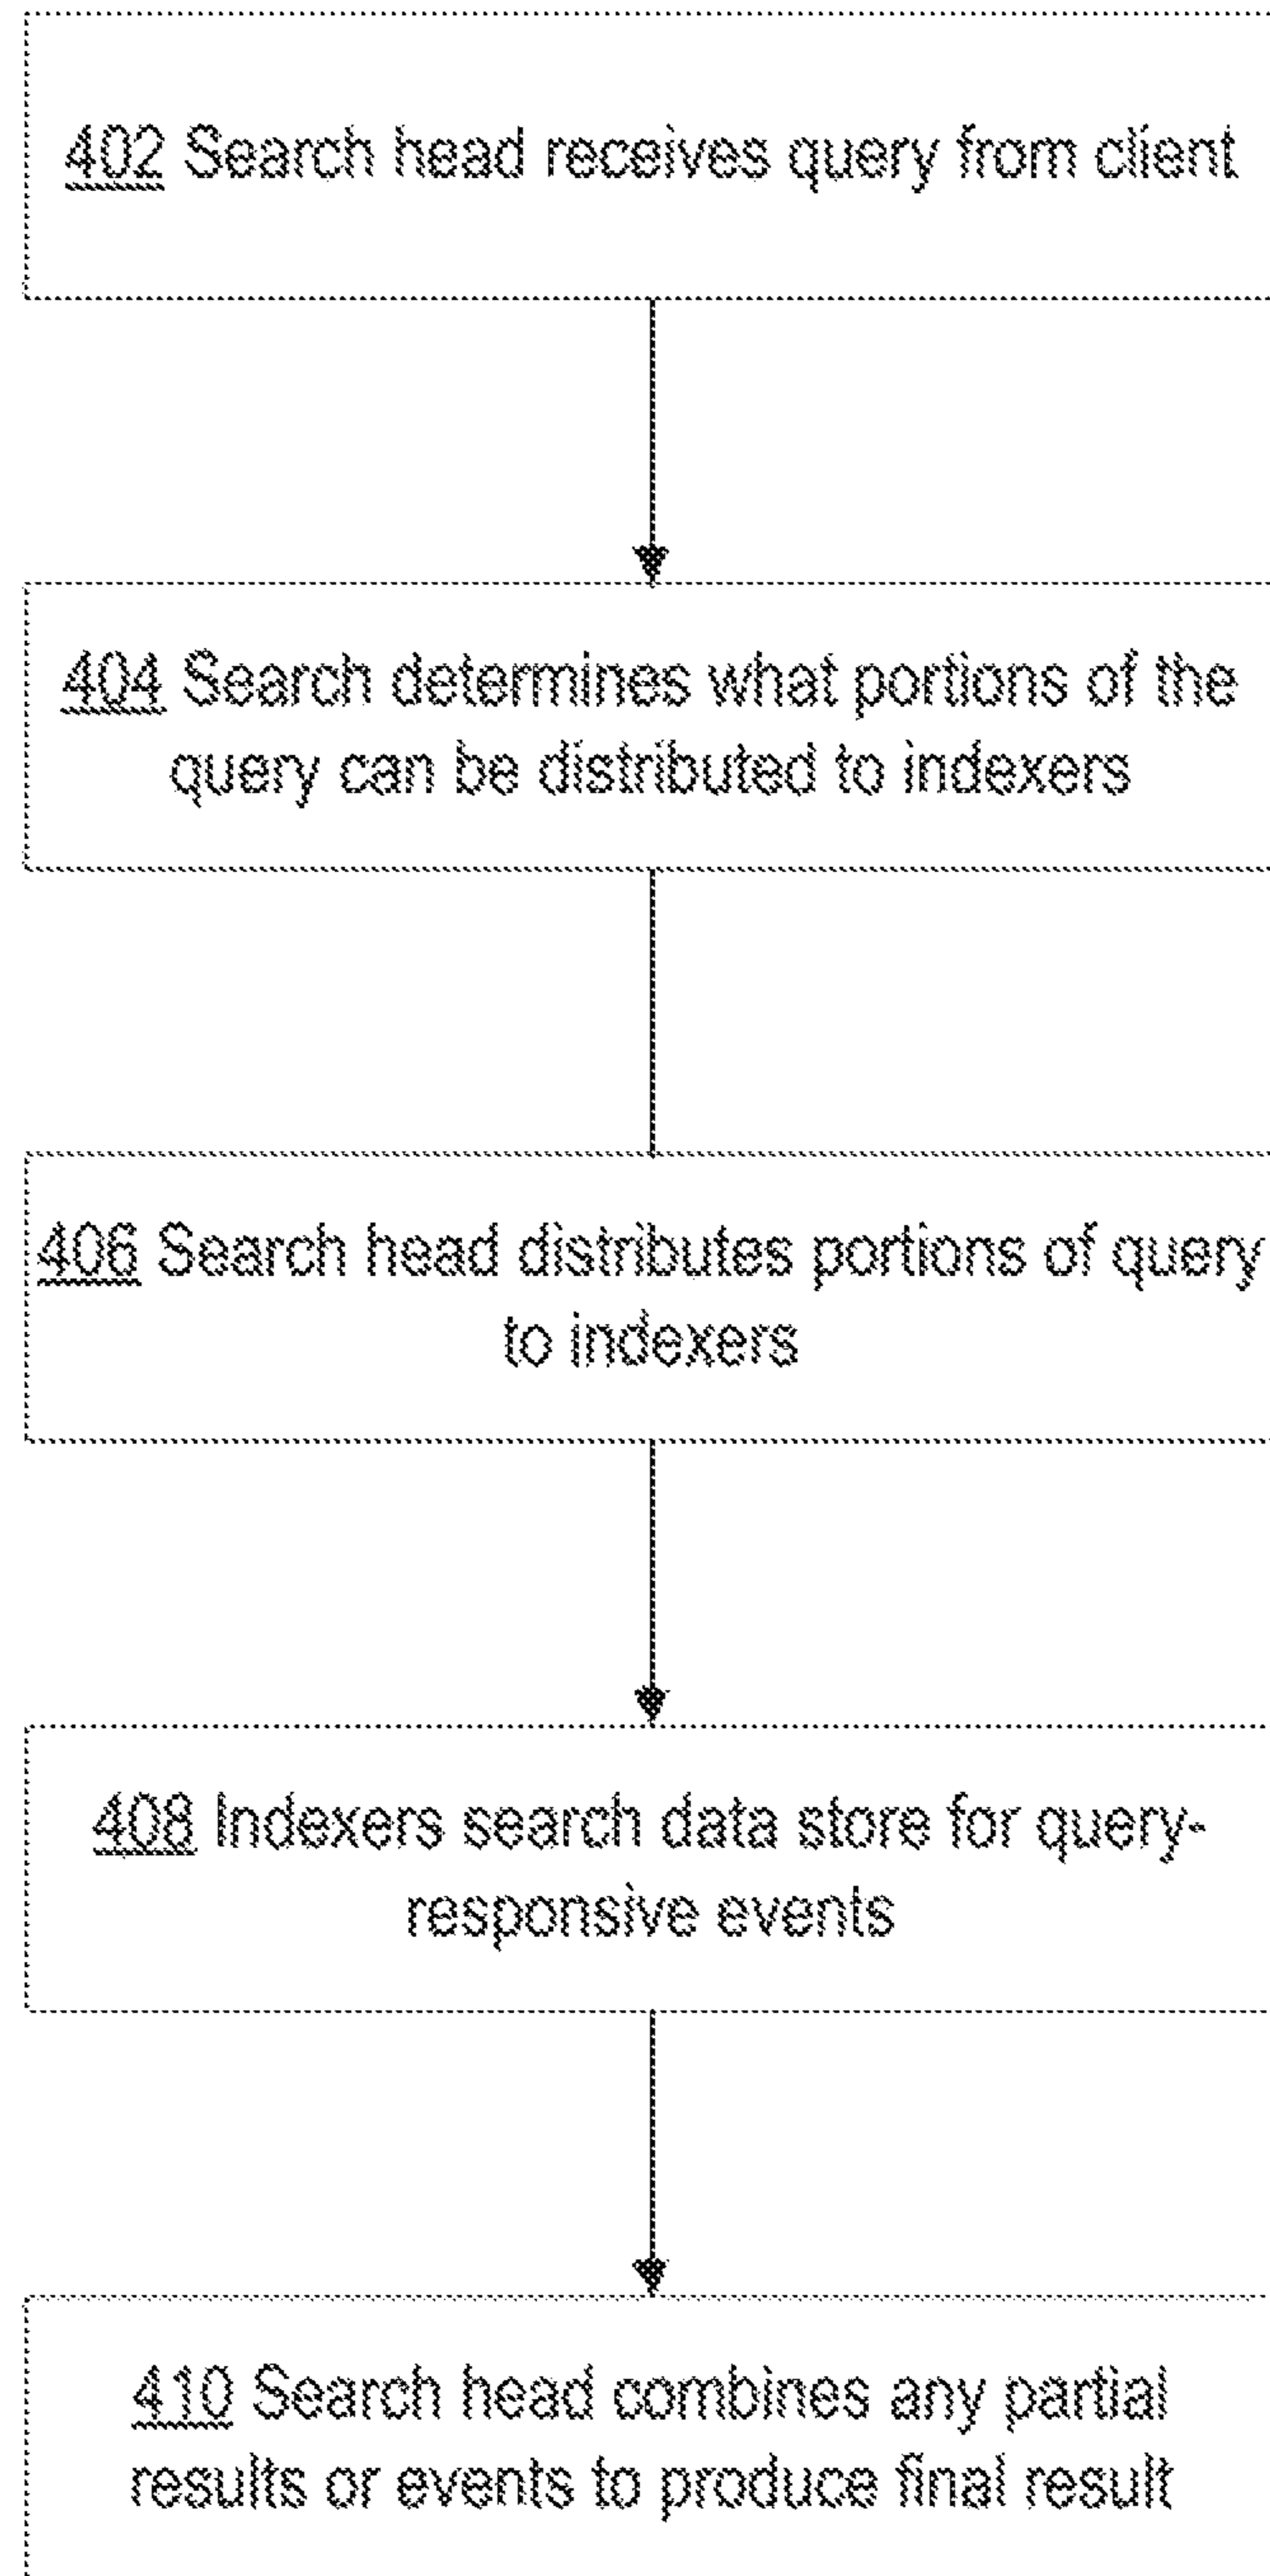 402 Search head receives query from client
404 Search determines what portions of the
query can be distributed to indexers
406 Search head distributes portions of query
to indexers
408 Indexers search data store for query-
responsive events
410 Search head combines any partial
results or events to produce final result